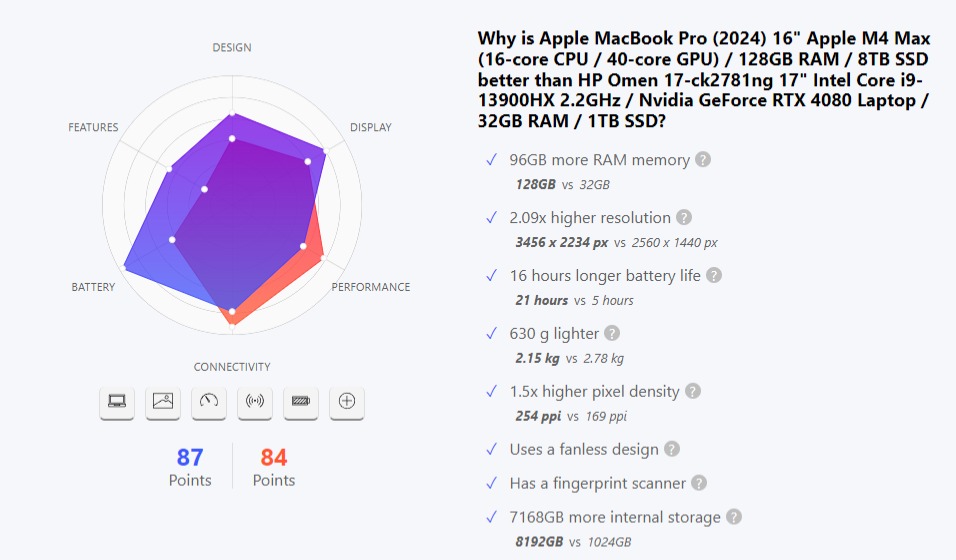 DESIGN
FEATURES
DISPLAY
BATTERY
PERFORMANCE
CONNECTIVITY
87
Points
84
Points
Why is Apple MacBook Pro (2024) 16" Apple M4 Max
(16-core CPU / 40-core GPU) / 128GB RAM / 8TB SSD
better than HP Omen 17-ck2781ng 17" Intel Core i9-
13900HX 2.2GHz / Nvidia GeForce RTX 4080 Laptop /
32GB RAM / 1TB SSD?
✓ 96GB more RAM memory ?
128GB vs 32GB
✓ 2.09x higher resolution ?
3456 x 2234 px vs 2560 x 1440 px
✓ 16 hours longer battery life ?
21 hours vs 5 hours
✓ 630 g lighter ?
2.15 kg vs 2.78 kg
✓ 1.5x higher pixel density ?
254 ppi vs 169 ppi
✓ Uses a fanless design ?
✓ Has a fingerprint scanner ?
✓ 7168GB more internal storage ?
8192GB vs 1024GB